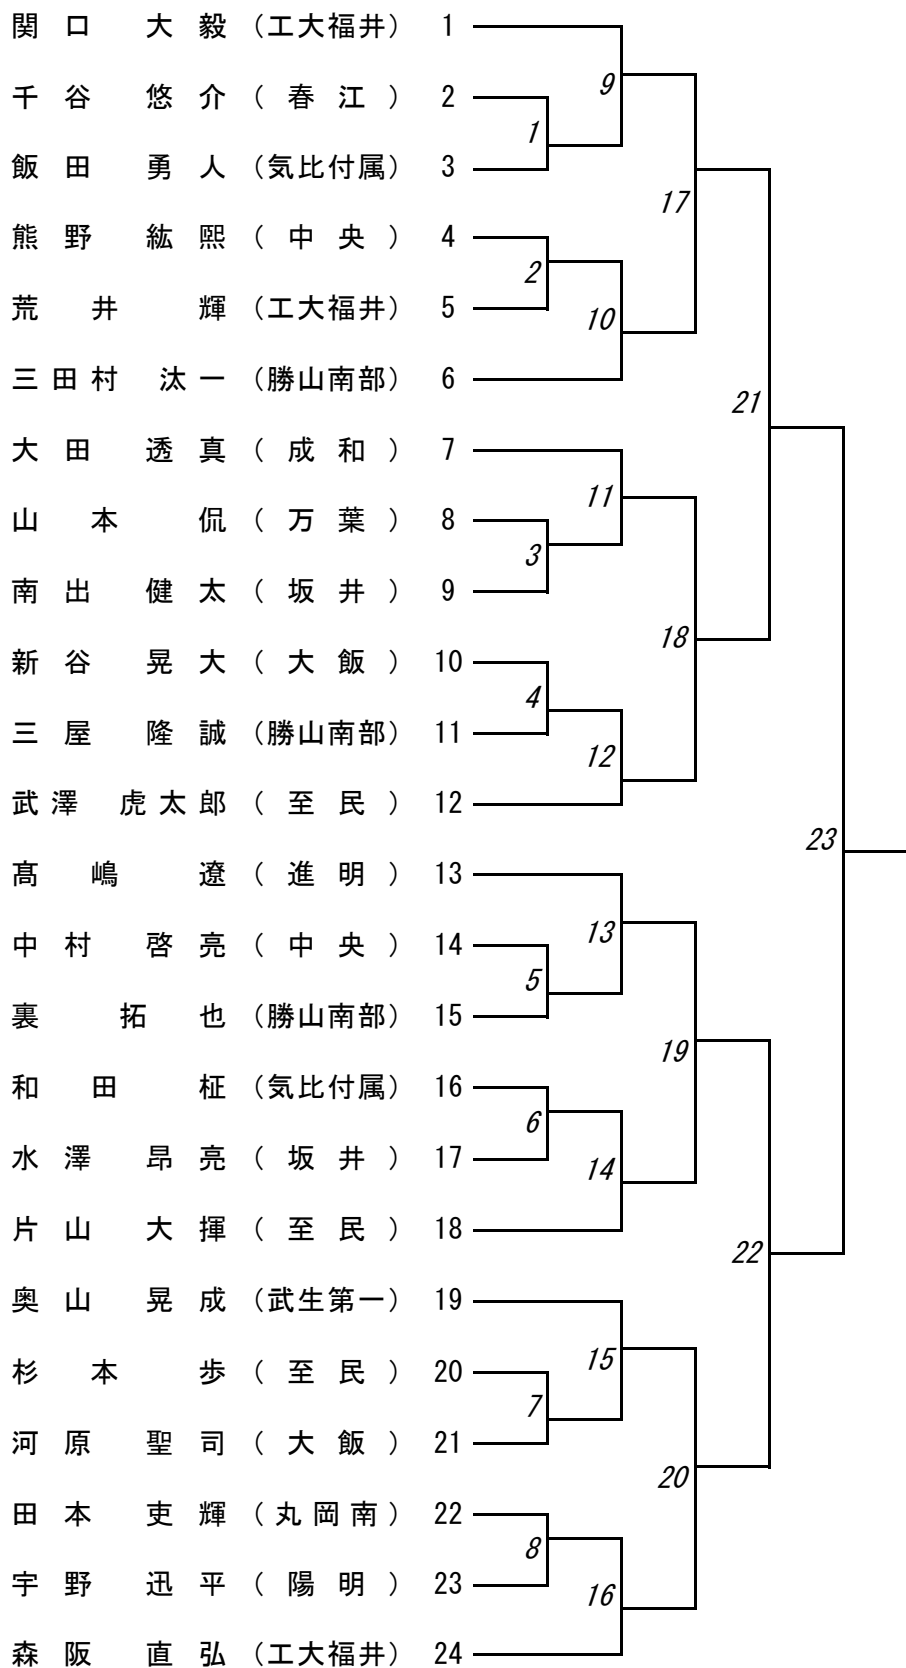 関口 大毅 (工大福井) 1
9
千谷 悠介 ( 春江 ) 2
1
飯田 勇人 (気比付属) 3
17
熊野 紘熙 ( 中央 ) 4
2
荒井 輝 (工大福井) 5
10
三田村 汰一 (勝山南部) 6
21
大田 透真 ( 成和 ) 7
11
山本 侃 ( 万葉 ) 8
3
南出 健太 ( 坂井 ) 9
18
新谷 晃大 ( 大飯 ) 10
4
三屋 隆誠 (勝山南部) 11
12
武澤 虎太郎 ( 至民 ) 12
23
髙嶋 遼 ( 進明 ) 13
13
中村 啓亮 ( 中央 ) 14
5
裏 拓也 (勝山南部) 15
19
和田 柾 (気比付属) 16
6
水澤 昂亮 ( 坂井 ) 17
14
片山 大揮 ( 至民 ) 18
22
奥山 晃成 (武生第一) 19
15
杉本 歩 ( 至民 ) 20
7
河原 聖司 ( 大飯 ) 21
20
田本 吏輝 (丸岡南) 22
8
宇野 迅平 ( 陽明 ) 23
16
森阪 直弘 (工大福井) 24